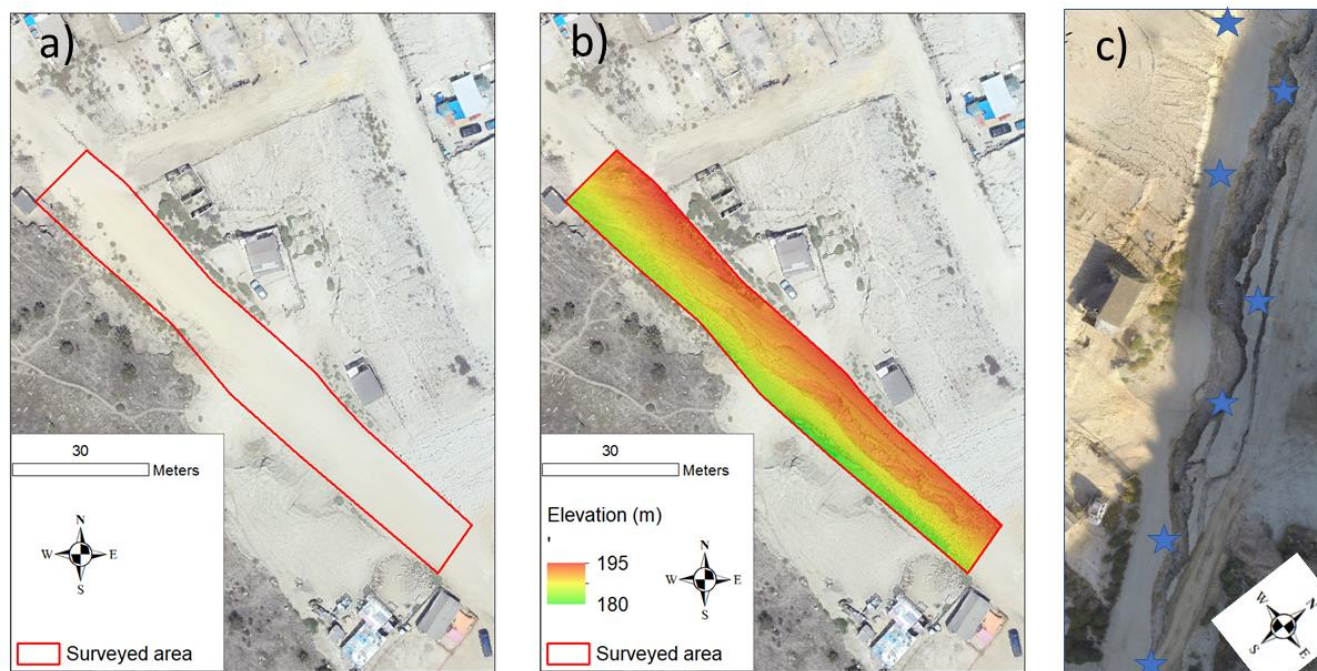 a)
30
Meters
N
W
E
S
Surveyed area
b)
30
Meters
Elevation (m)
195
180
N
W
E
S
Surveyed area
c)
N
W
E
S